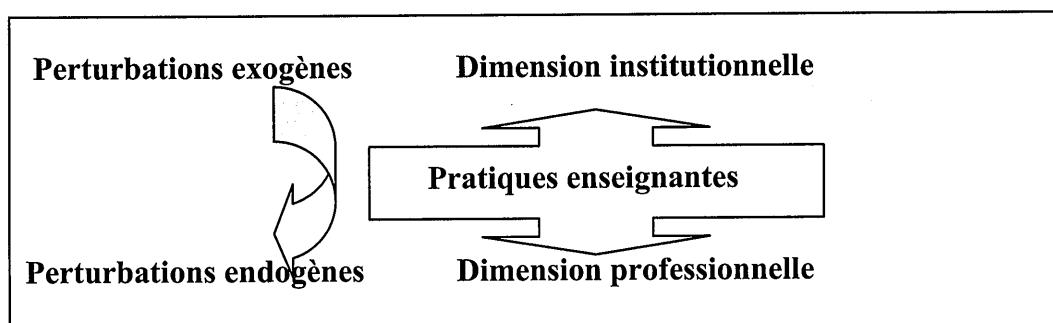 Perturbations exogènes
Dimension institutionnelle
Pratiques enseignantes
Perturbations endogènes
Dimension professionnelle